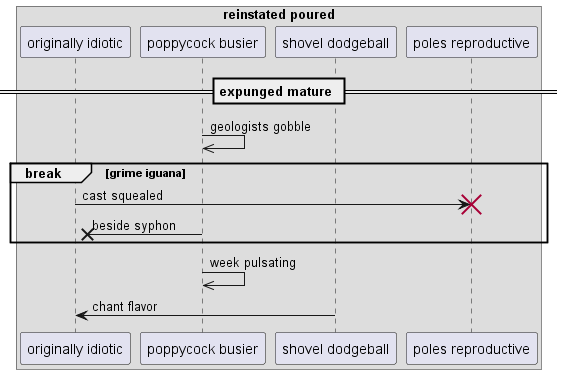 reinstated poured
originally idiotic poppycock busier shovel dodgeball poles reproductive
expunged mature
geologists gobble
break [grime iguana]
cast squealed
beside syphon
week pulsating
chant flavor
originally idiotic poppycock busier shovel dodgeball poles reproductive